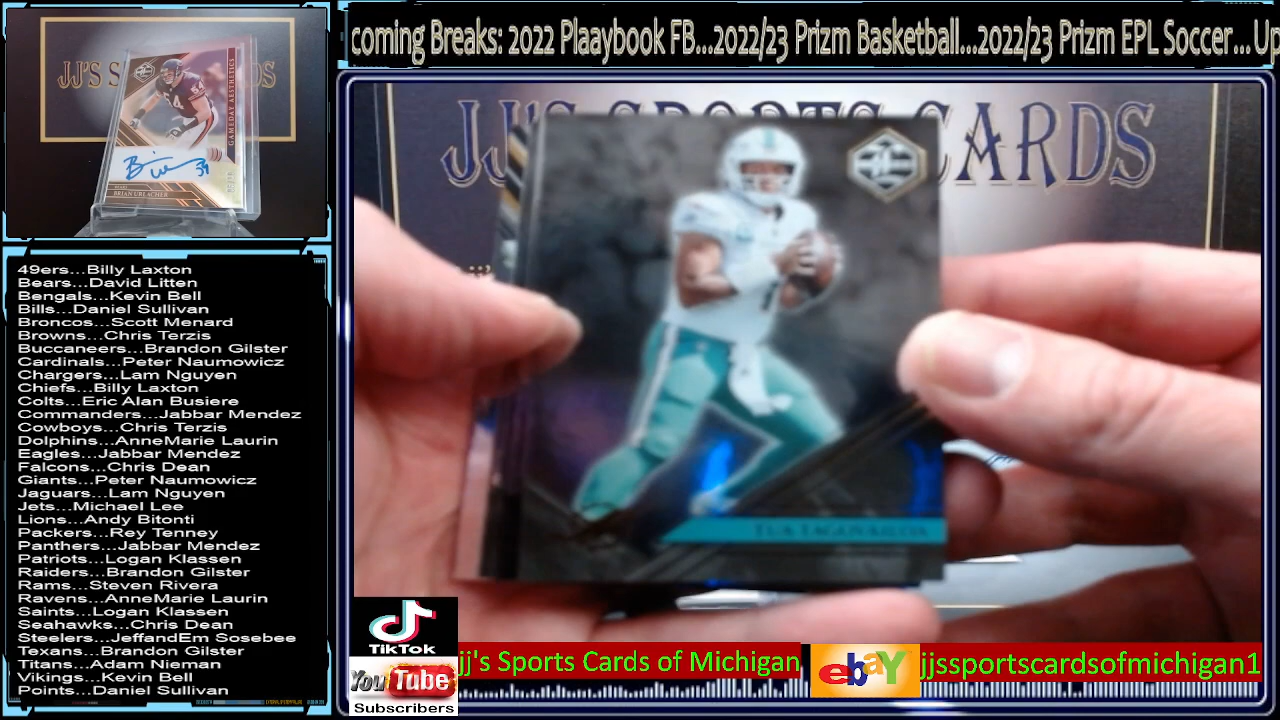 coming Breaks: 2022 Plaaybook FB...2022/23 Prizm Basketball...2022/23 Prizm EPL Soccer... Up
JJ'S S
DS
GAMEDAY AESTHETICS
54
BRIAN URLACHER
JJ'S SPORTS CARDS
TUA TAGOVAILOA
49ers...Billy Laxton
Bears...David Litten
Bengals...Kevin Bell
Bills...Daniel Sullivan
Broncos...Scott Menard
Browns...Chris Terzis
Buccaneers...Brandon Gilster
Cardinals...Peter Naumowicz
Chargers...Lam Nguyen
Chiefs...Billy Laxton
Colts...Eric Alan Busiere
Commanders...Jabbar Mendez
Cowboys...Chris Terzis
Dolphins...AnneMarie Laurin
Eagles...Jabbar Mendez
Falcons...Chris Dean
Giants...Peter Naumowicz
Jaguars...Lam Nguyen
Jets...Michael Lee
Lions...Andy Bitonti
Packers...Rey Tenney
Panthers...Jabbar Mendez
Patriots...Logan Klassen
Raiders...Brandon Gilster
Rams...Steven Rivera
Ravens...AnneMarie Laurin
Saints...Logan Klassen
Seahawks...Chris Dean
Steelers...JeffandEm Sosebee
Texans...Brandon Gilster
Titans...Adam Nieman
Vikings...Kevin Bell
Points...Daniel Sullivan
TikTok
YouTube
Subscribers
jj's Sports Cards of Michigan
ebay
jjssportscardsofmichigan1